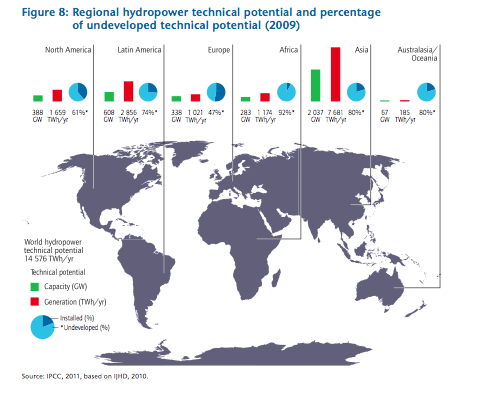 Figure 8: Regional hydropower technical potential and percentage
of undeveloped technical potential (2009)
North America
Latin America
Europe
Africa
Asia
Australasia/
Oceania
388 1 659 61%*
GW TWh/yr
608 2 856 74%*
GW TWh/yr
338 1 021 47%*
GW TWh/yr
283 1 174 92%*
GW TWh/yr
2 037 7 681 80%*
GW TWh/yr
67 185 80%*
GW TWh/yr
World hydropower
technical potential
14 576 TWh/yr
Technical potential
Capacity (GW)
Generation (TWh/yr)
Installed (%)
*Undeveloped (%)
Source: IPCC, 2011, based on IJHD, 2010.